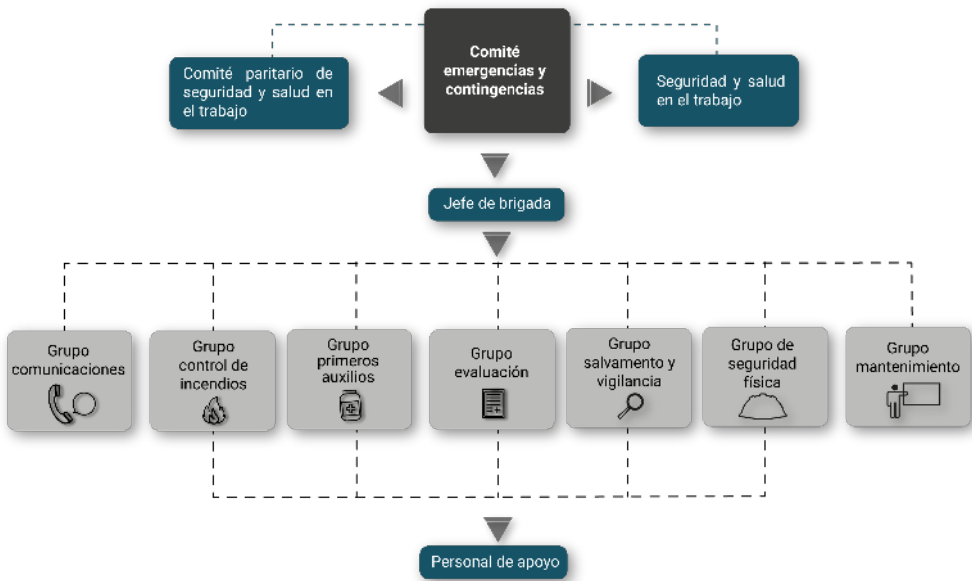 Comité
emergencias y
contingencias
Comité paritario de
seguridad y salud en
el trabajo
Seguridad y salud
en el trabajo
Jefe de brigada
Grupo
comunicaciones
Grupo
control de
incendios
Grupo
primeros
auxilios
Grupo
evaluación
Grupo
salvamento y
vigilancia
Grupo de
seguridad
física
Grupo
mantenimiento
Personal de apoyo